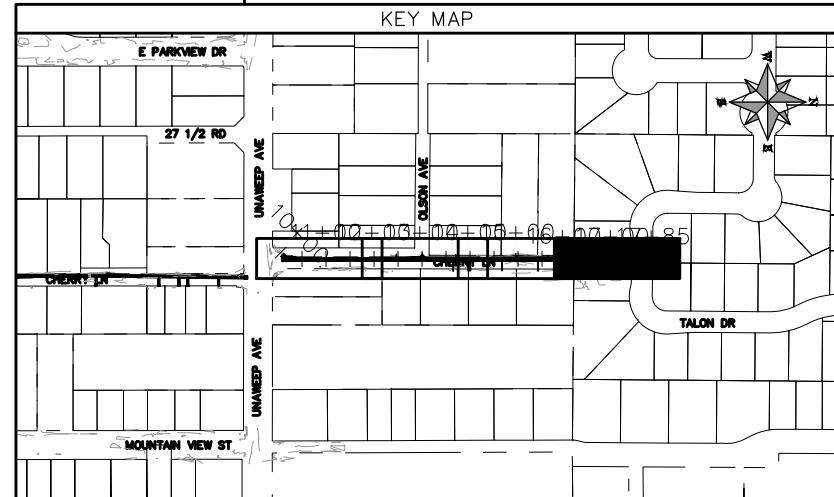 KEY MAP
E PARKVIEW DR
27 1/2 RD
UNAWEEP AVE
OLSON AVE
CHERRY LN
CHERRY LN
TALON DR
UNAWEEP AVE
MOUNTAIN VIEW ST